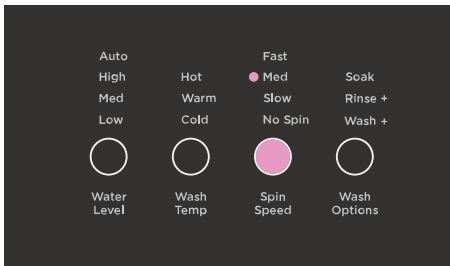 Auto
High
Med
Low
Water
Level
Hot
Warm
Cold
Wash
Temp
Fast
Med
Slow
No Spin
Spin
Speed
Soak
Rinse +
Wash +
Wash
Options